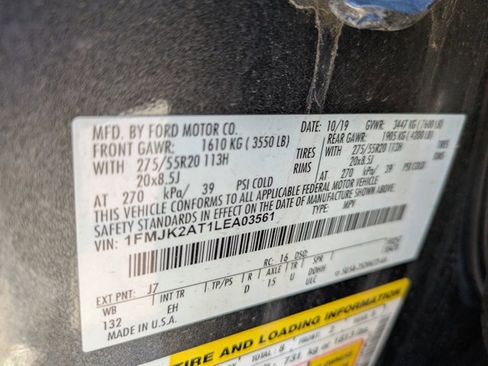 MFD. BY FORD MOTOR CO.
10/19 GVWR: 3447 KG (7600 LB)
FRONT GAWR: 1610 KG (3550 LB) REAR GAWR: 1905 KG (4200 LB)
WITH 275/55R20 113H TIRES WITH 275/55R20 113H
20x8.5J RIMS 20x8.5J
AT 270 kPa/ 39 PSI COLD AT 270 kPa/ 39 PSI COLD
THIS VEHICLE CONFORMS TO ALL APPLICABLE FEDERAL MOTOR VEHICLE
SAFETY STANDARDS IN EFFECT ON THE DATE OF MANUFACTURE SHOWN ABOVE.
VIN: 1FMJK2AT1LEA03561 TYPE: MPV
EXT PNT: J7 RC: 16 DSO:
WB INT TR TP/PS R AXLE TR SPR
132 EH D 15 U
MADE IN U.S.A.
TIRE AND LOADING INFORMATION